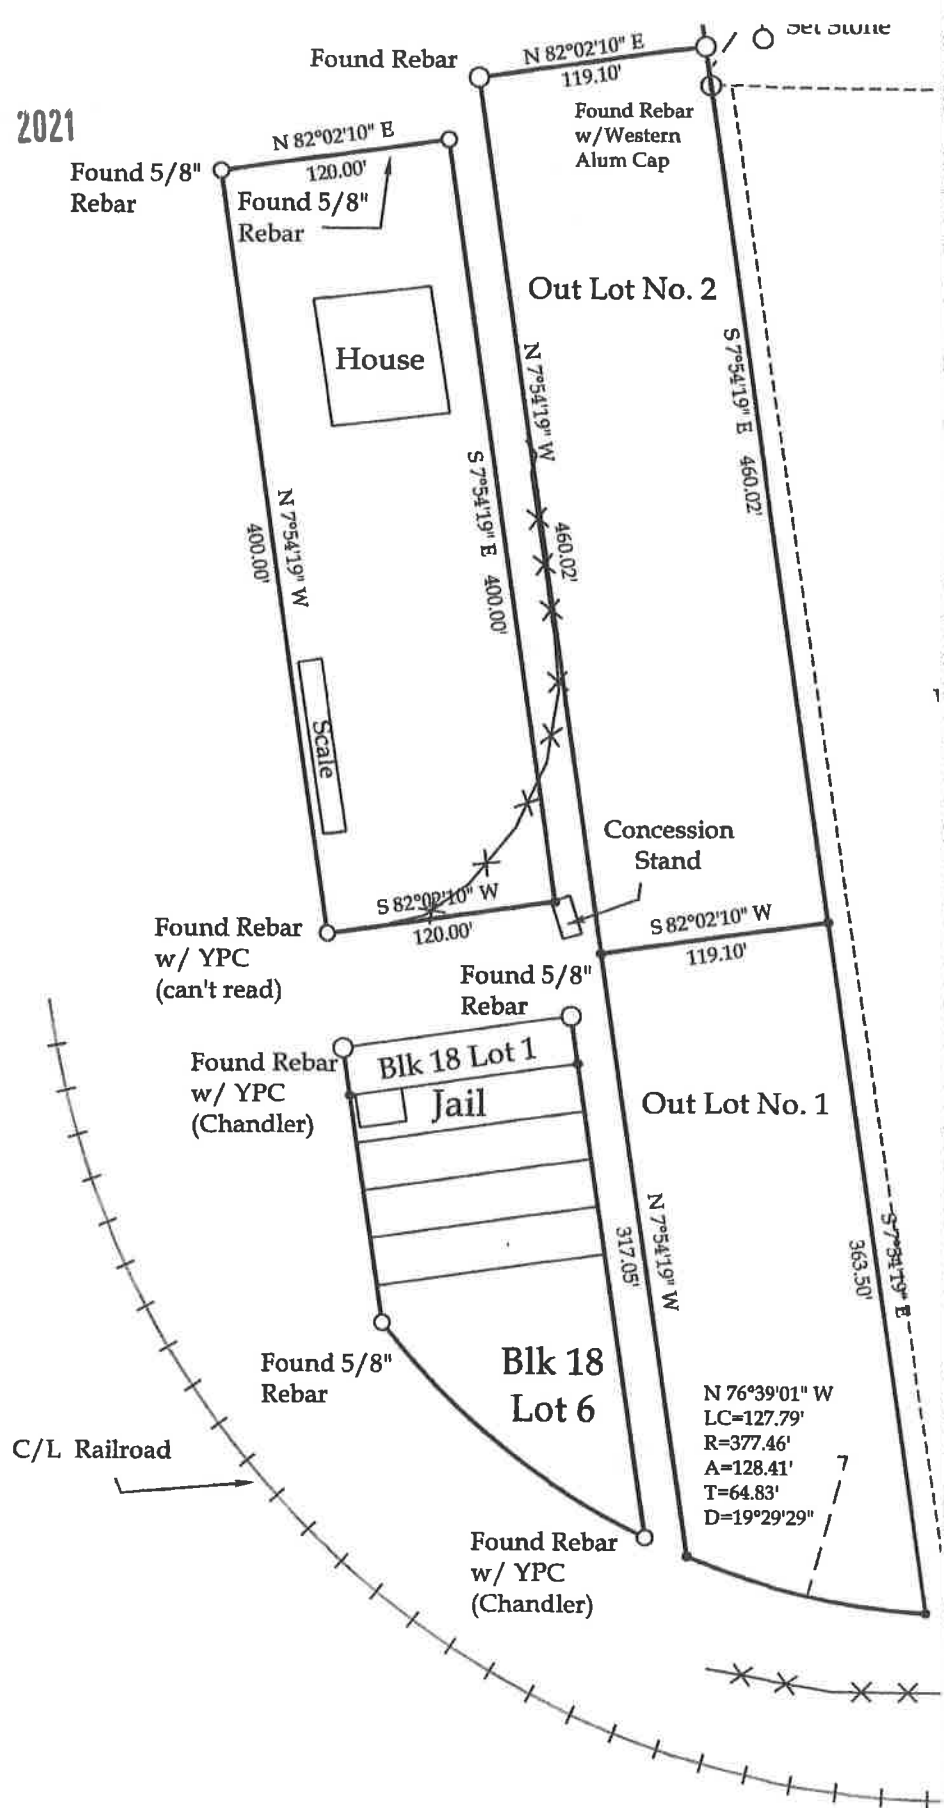 Set Stone
Found Rebar
N 82°02'10" E
119.10'
Found Rebar
w/Western
Alum Cap
2021
N 82°02'10" E
120.00'
Found 5/8"
Rebar
Found 5/8"
Rebar
Out Lot No. 2
House
N 7°54'19" W
460.02'
S 7°54'19" E 460.02'
S 7°54'19" E 400.00'
N 7°54'19" W
400.00'
Scale
Concession
Stand
S 82°02'10" W
120.00'
S 82°02'10" W
119.10'
Found Rebar
w/ YPC
(can't read)
Found 5/8"
Rebar
Found Rebar
w/ YPC
(Chandler)
Blk 18 Lot 1
Jail
Out Lot No. 1
N 7°54'19" W
317.05'
S 7°54'19" E
363.50'
Found 5/8"
Rebar
Blk 18
Lot 6
N 76°39'01" W
LC=127.79'
R=377.46'
A=128.41'
T=64.83'
D=19°29'29"
C/L Railroad
Found Rebar
w/ YPC
(Chandler)